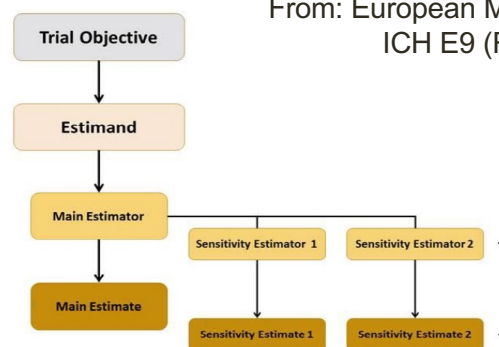 From: European M
ICH E9 (
Trial Objective
Estimand
Main Estimator
Sensitivity Estimator 1
Sensitivity Estimator 2
Main Estimate
Sensitivity Estimate 1
Sensitivity Estimate 2